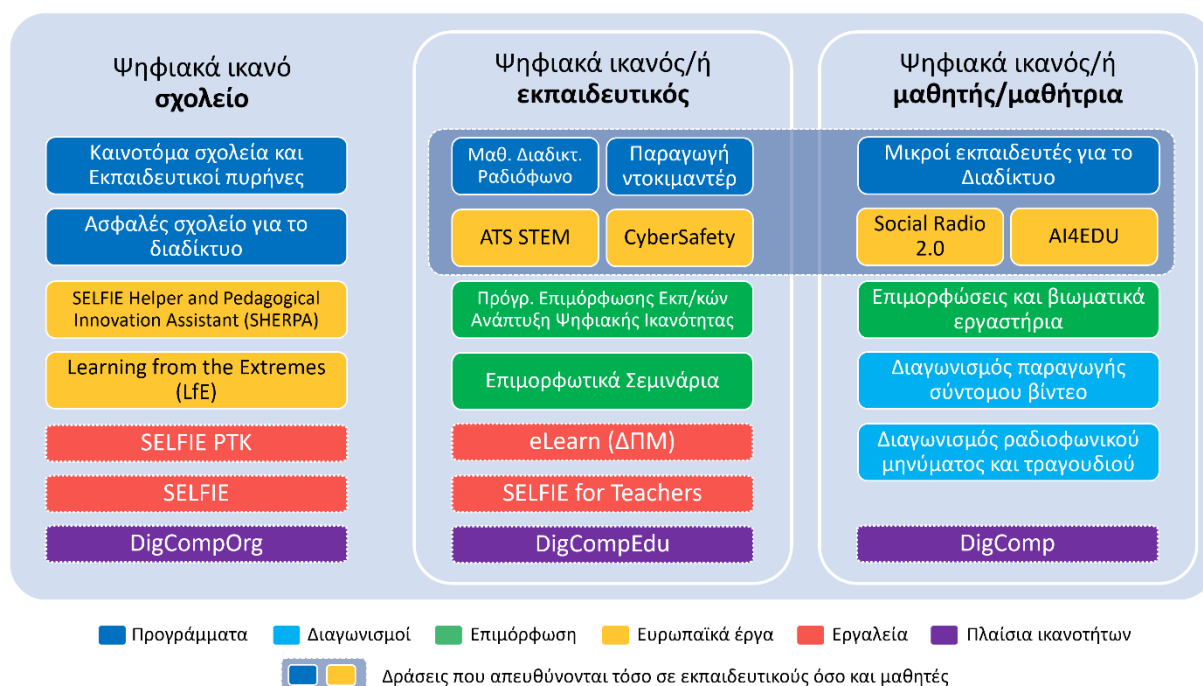 Ψηφιακά ικανό
σχολείο
Καινοτόμα σχολεία και
Εκπαιδευτικοί πυρήνες
Ασφαλές σχολείο για το
διαδίκτυο
SELFIE Helper and Pedagogical
Innovation Assistant (SHERPA)
Learning from the Extremes
(LfE)
SELFIE PTK
SELFIE
DigCompOrg
Ψηφιακά ικανός/ή
εκπαιδευτικός
Μαθ. Διαδικτ.
Ραδιόφωνο
Παραγωγή
ντοκιμαντέρ
ATS STEM
CyberSafety
Πρόγρ. Επιμόρφωσης Εκπ/κών
Ανάπτυξη Ψηφιακής Ικανότητας
Επιμορφωτικά Σεμινάρια
eLearn (ΔΠΜ)
SELFIE for Teachers
DigCompEdu
Ψηφιακά ικανός/ή
μαθητής/μαθήτρια
Μικροί εκπαιδευτές για το
Διαδίκτυο
Social Radio
2.0
AI4EDU
Επιμορφώσεις και βιωματικά
εργαστήρια
Διαγωνισμός παραγωγής
σύντομου βίντεο
Διαγωνισμός ραδιοφωνικού
μηνύματος και τραγουδιού
DigComp
Προγράμματα
Διαγωνισμοί
Επιμόρφωση
Ευρωπαϊκά έργα
Εργαλεία
Πλαίσια ικανοτήτων
Δράσεις που απευθύνονται τόσο σε εκπαιδευτικούς όσο και μαθητές